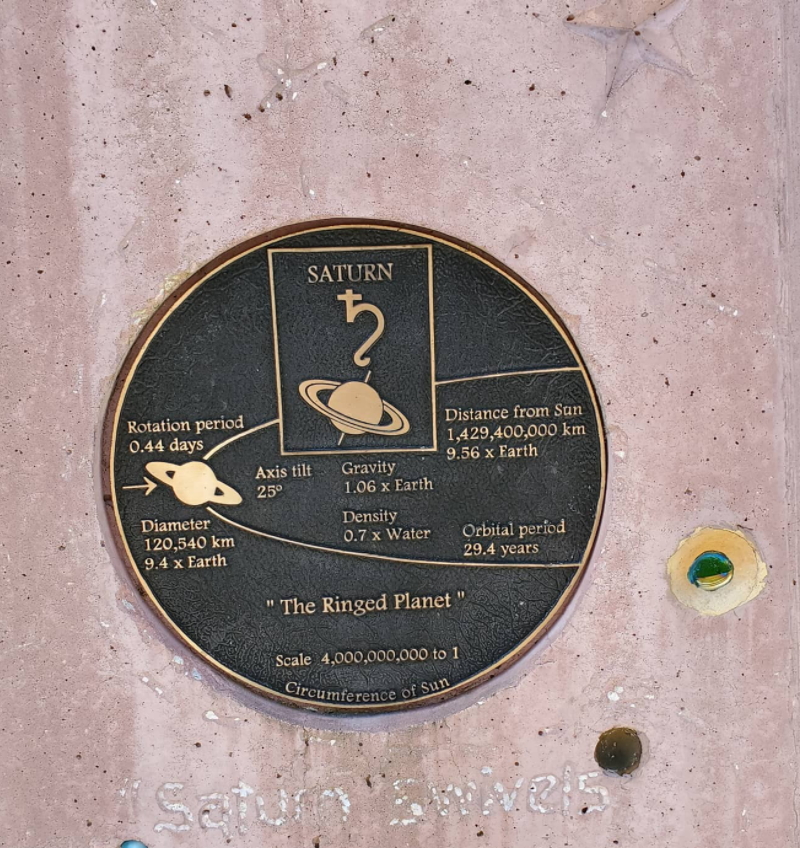 SATURN
Rotation period
0.44 days
Distance from Sun
1,429,400,000 km
9.56 x Earth
Axis tilt
25º
Gravity
1.06 x Earth
Diameter
120,540 km
9.4 x Earth
Density
0.7 x Water
Orbital period
29.4 years
" The Ringed Planet "
Scale 4,000,000,000 to 1
Circumference of Sun
"Saturn Swivels